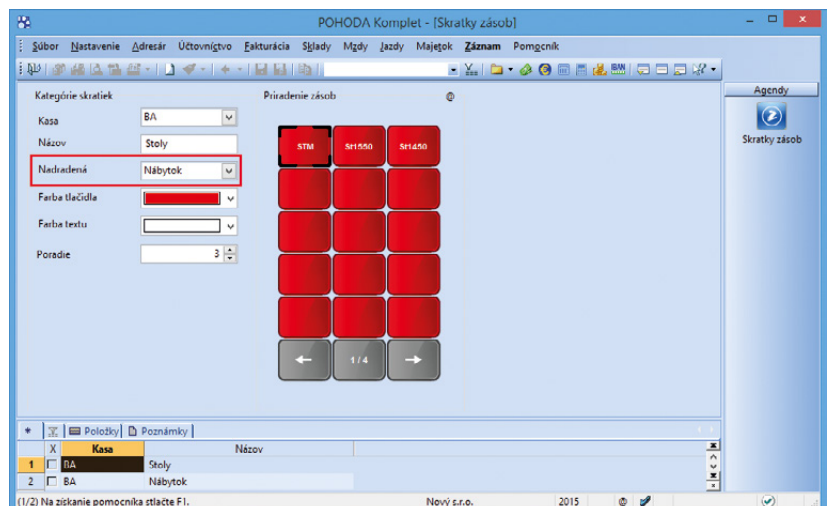 POHODA Komplet - [Skratky zásob]
Súbor Nastavenie Adresár Účtovníctvo Fakturácia Sklady Mzdy Jazdy Majetok Záznam Pomocník
Kategórie skratiek
Kasa BA
Názov Stoly
Nadradená Nábytok
Farba tlačidla
Farba textu
Poradie 3
Priradenie zásob @
STM St1550 St1450
1 / 4
Agendy
Skratky zásob
* Položky Poznámky
X Kasa Názov
1 BA Stoly
2 BA Nábytok
(1/2) Na získanie pomocníka stlačte F1. Nový s.r.o. 2015 @